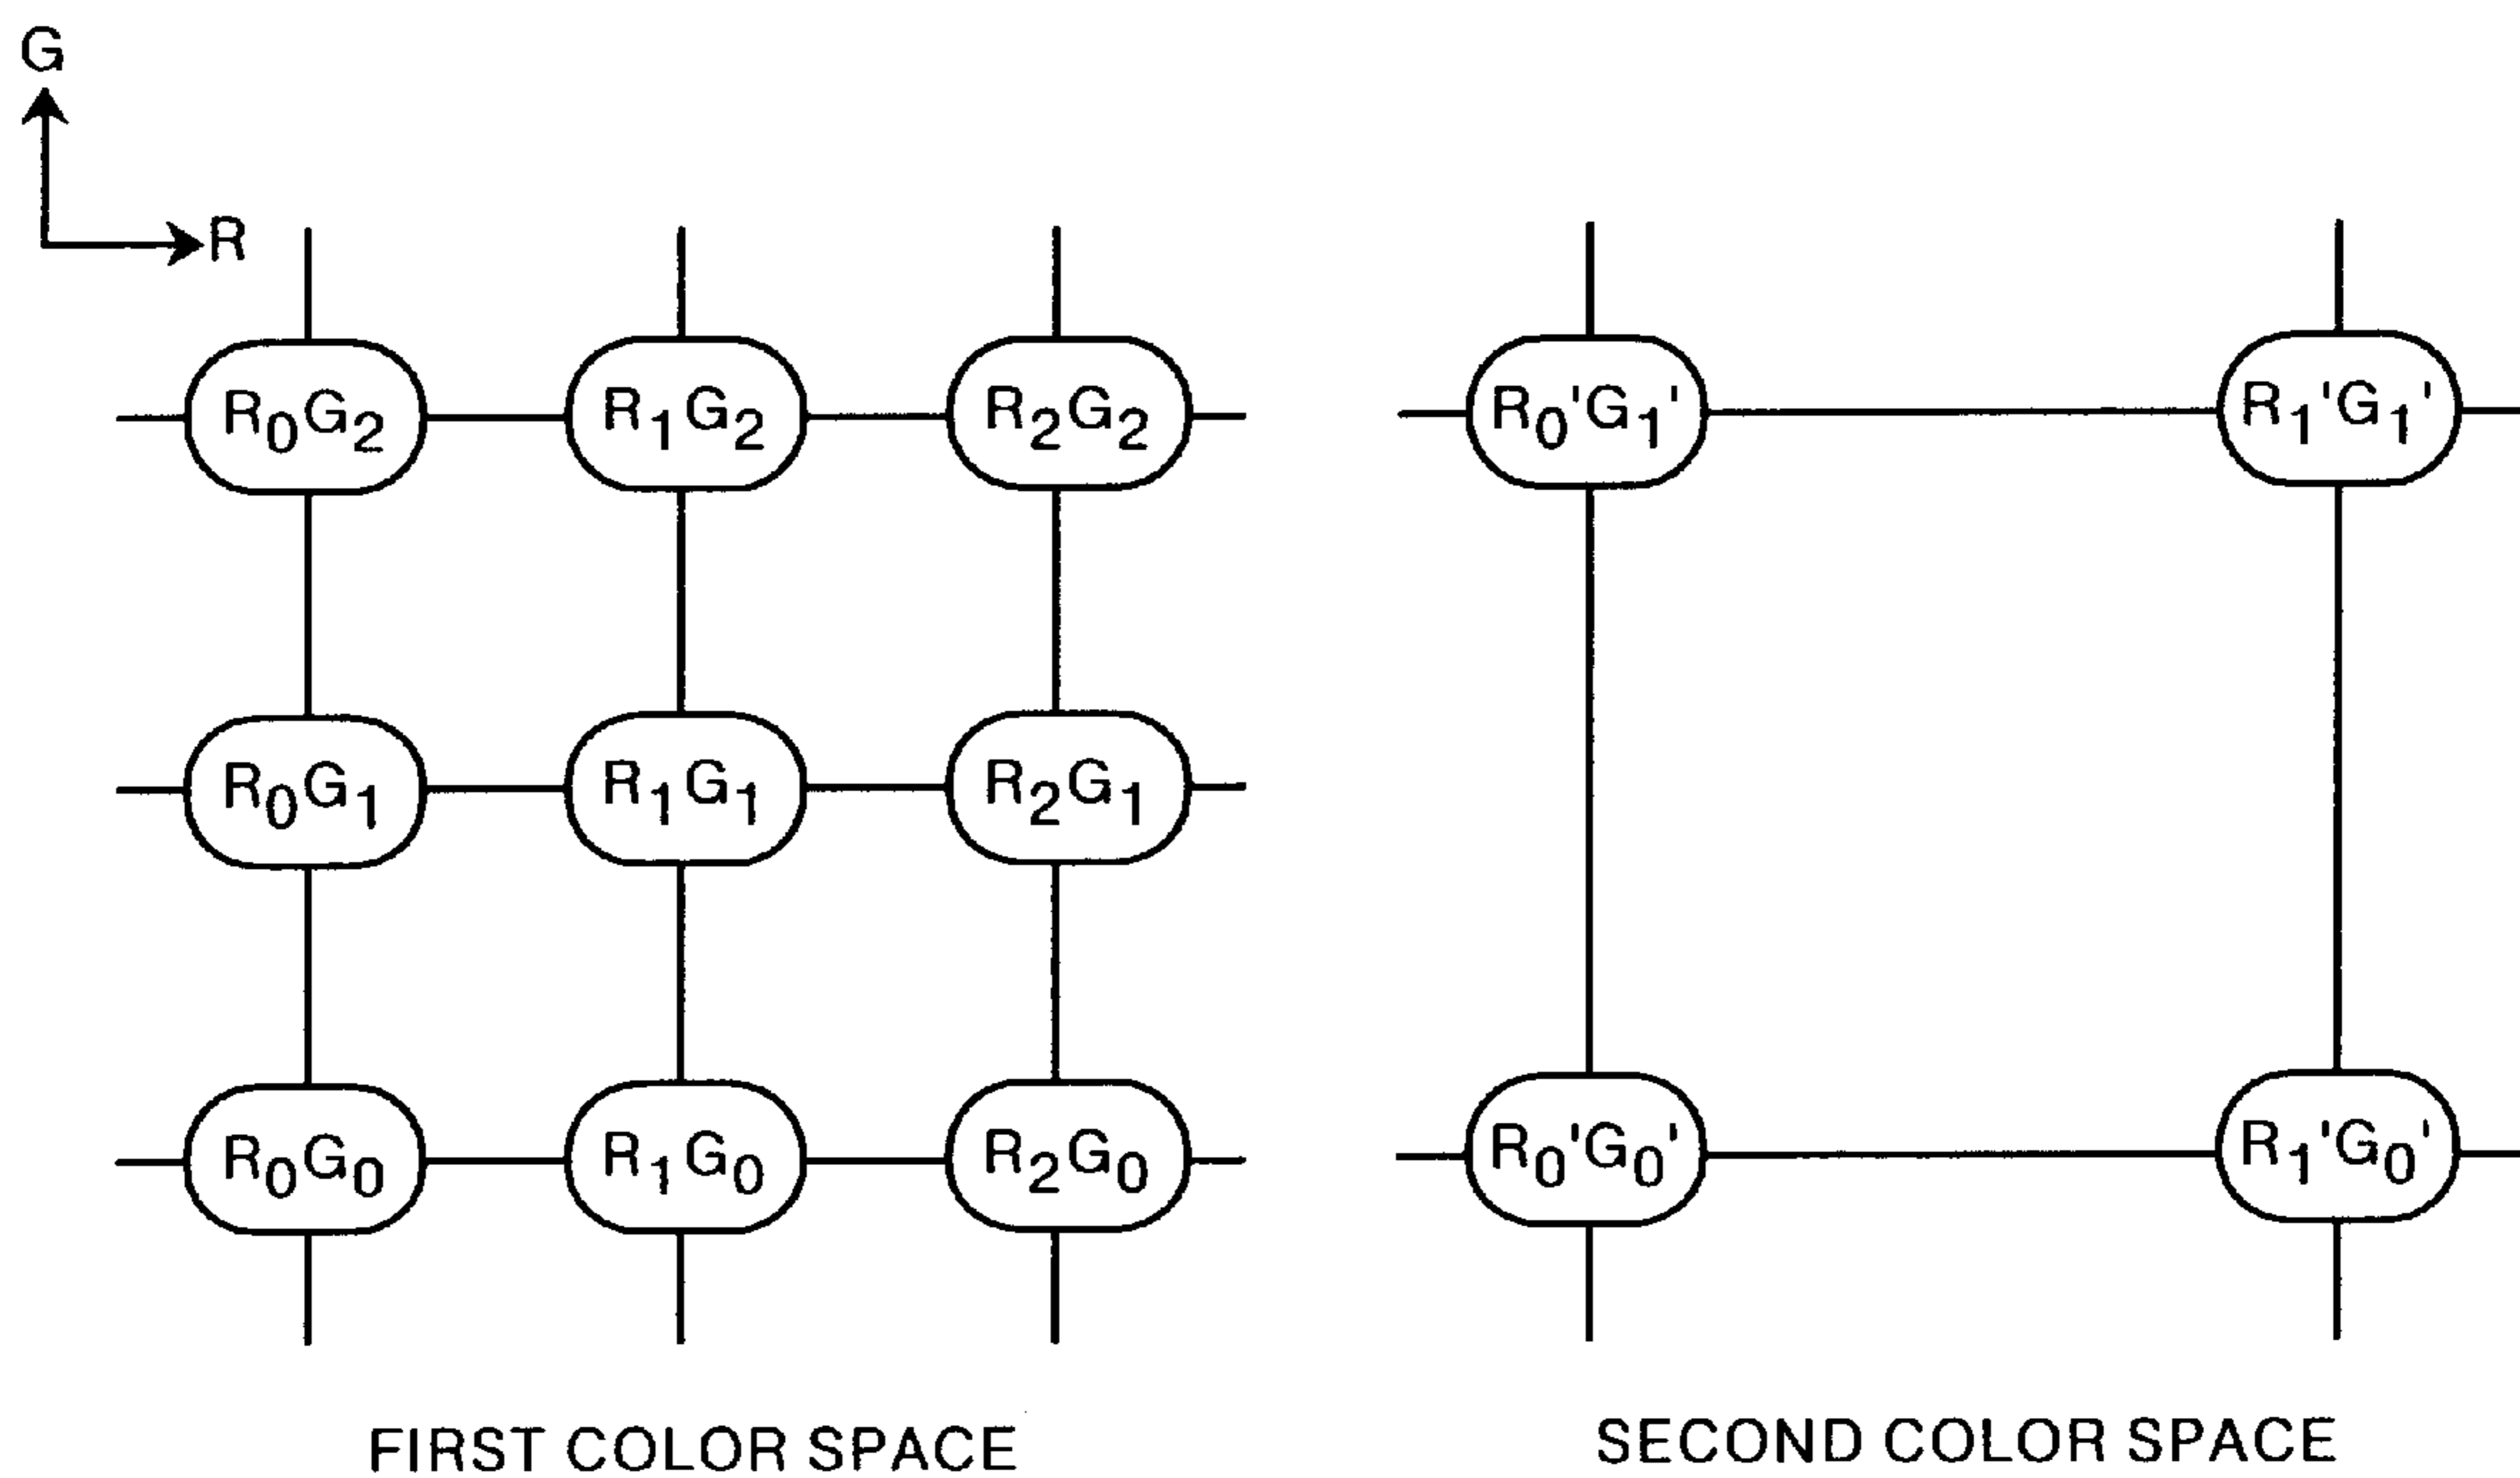 G
R
R₀G₂ R₁G₂ R₂G₂ R₀'G₁' R₁'G₁'
R₀G₁ R₁G₁ R₂G₁
R₀G₀ R₁G₀ R₂G₀ R₀'G₀' R₁'G₀'
FIRST COLOR SPACE SECOND COLOR SPACE